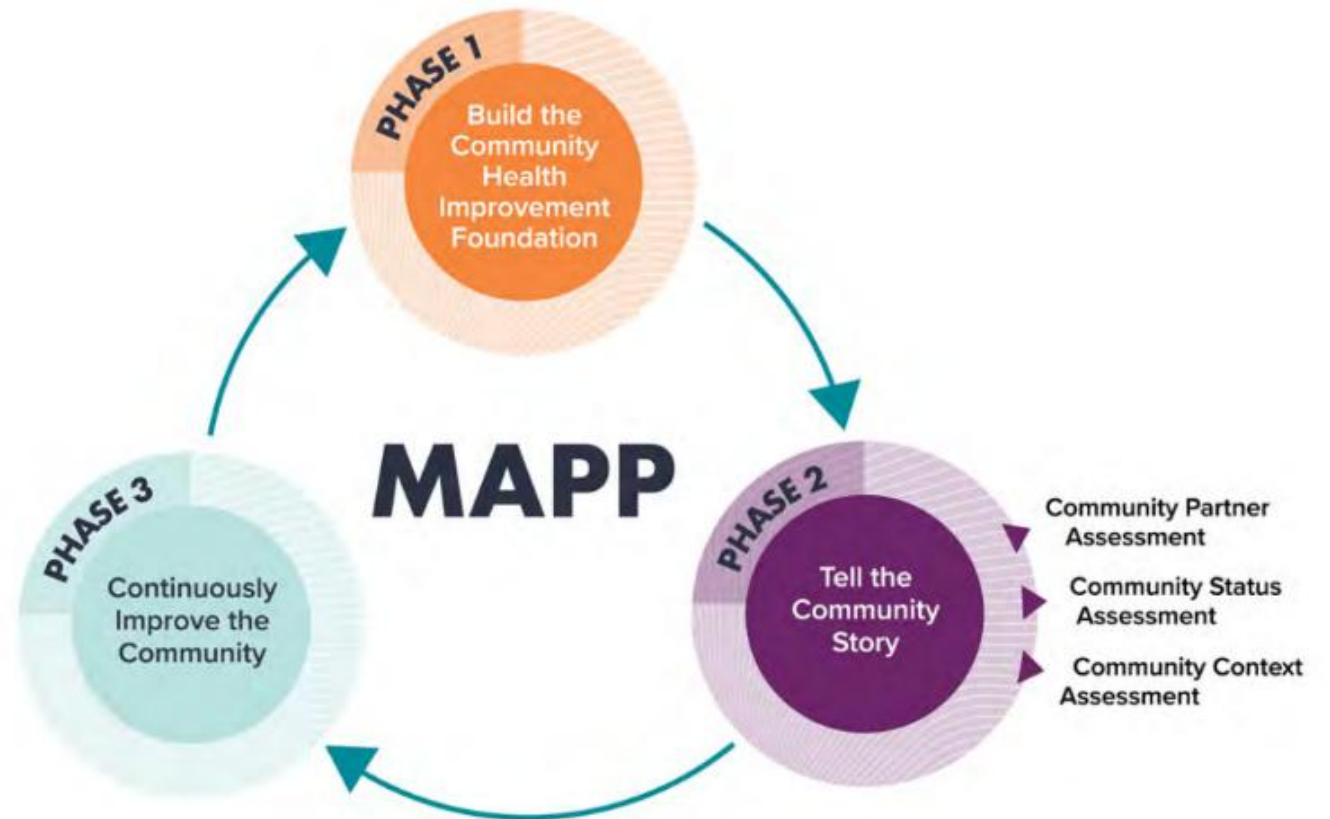 PHASE 1
Build the
Community
Health
Improvement
Foundation
MAPP
PHASE 2
Tell the
Community
Story
Community Partner
Assessment
Community Status
Assessment
Community Context
Assessment
PHASE 3
Continuously
Improve the
Community